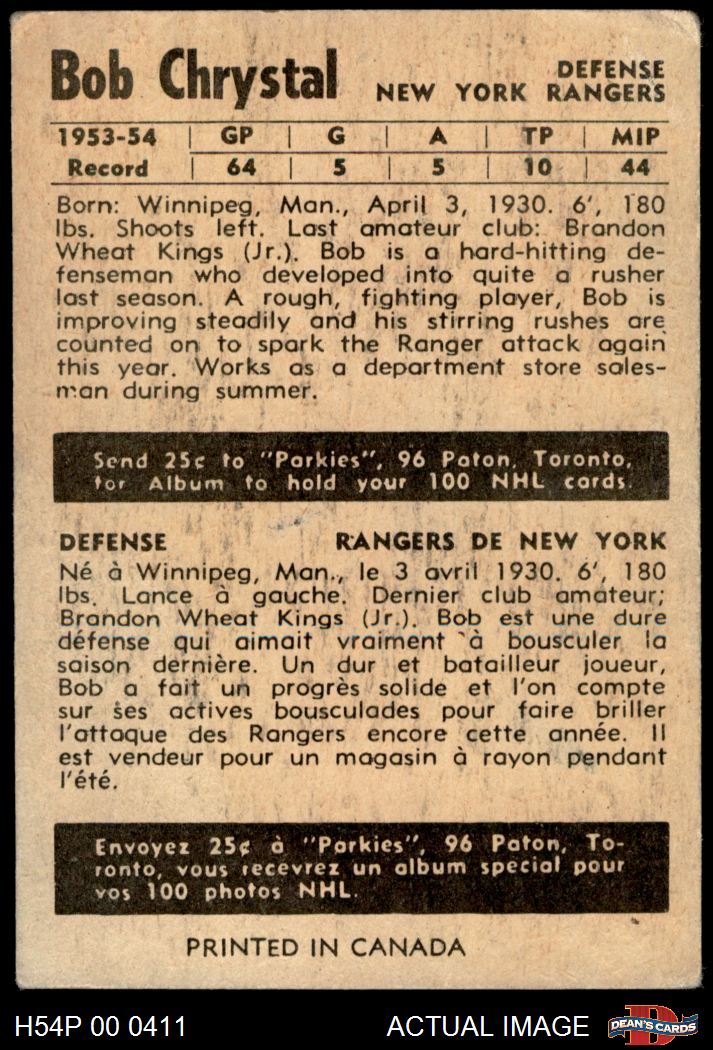 Bob Chrystal
DEFENSE
NEW YORK RANGERS
1953-54 | GP | G | A | TP | MIP
Record | 64 | 5 | 5 | 10 | 44
Born: Winnipeg, Man., April 3, 1930. 6', 180
lbs. Shoots left. Last amateur club: Brandon
Wheat Kings (Jr.). Bob is a hard-hitting de-
fenseman who developed into quite a rusher
last season. A rough, fighting player, Bob is
improving steadily and his stirring rushes are
counted on to spark the Ranger attack again
this year. Works as a department store sales-
man during summer.
Send 25c to "Parkies", 96 Paton, Toronto,
for Album to hold your 100 NHL cards.
DEFENSE RANGERS DE NEW YORK
Né à Winnipeg, Man., le 3 avril 1930. 6', 180
lbs. Lance à gauche. Dernier club amateur;
Brandon Wheat Kings (Jr.). Bob est une dure
défense qui aimait vraiment à bousculer la
saison dernière. Un dur et batailleur joueur,
Bob a fait un progrès solide et l'on compte
sur ses actives bousculades pour faire briller
l'attaque des Rangers encore cette année. Il
est vendeur pour un magasin à rayon pendant
l'été.
Envoyez 25c à "Parkies", 96 Paton, To-
ronto, vous recevrez un album special pour
vos 100 photos NHL.
PRINTED IN CANADA
H54P 00 0411 ACTUAL IMAGE DEAN'S CARDS